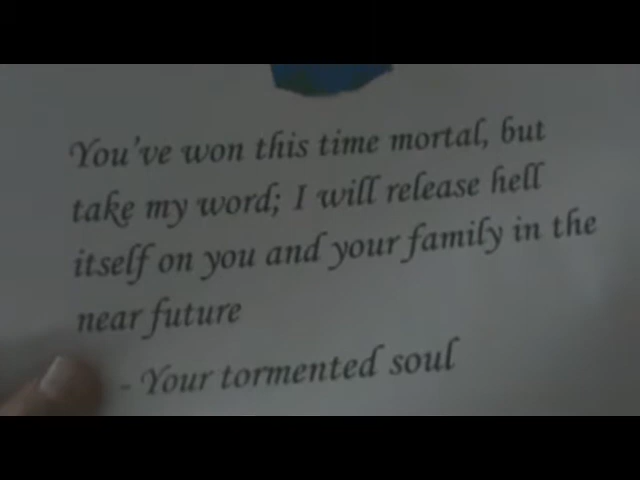 You've won this time mortal, but
take my word; I will release hell
itself on you and your family in the
near future
- Your tormented soul